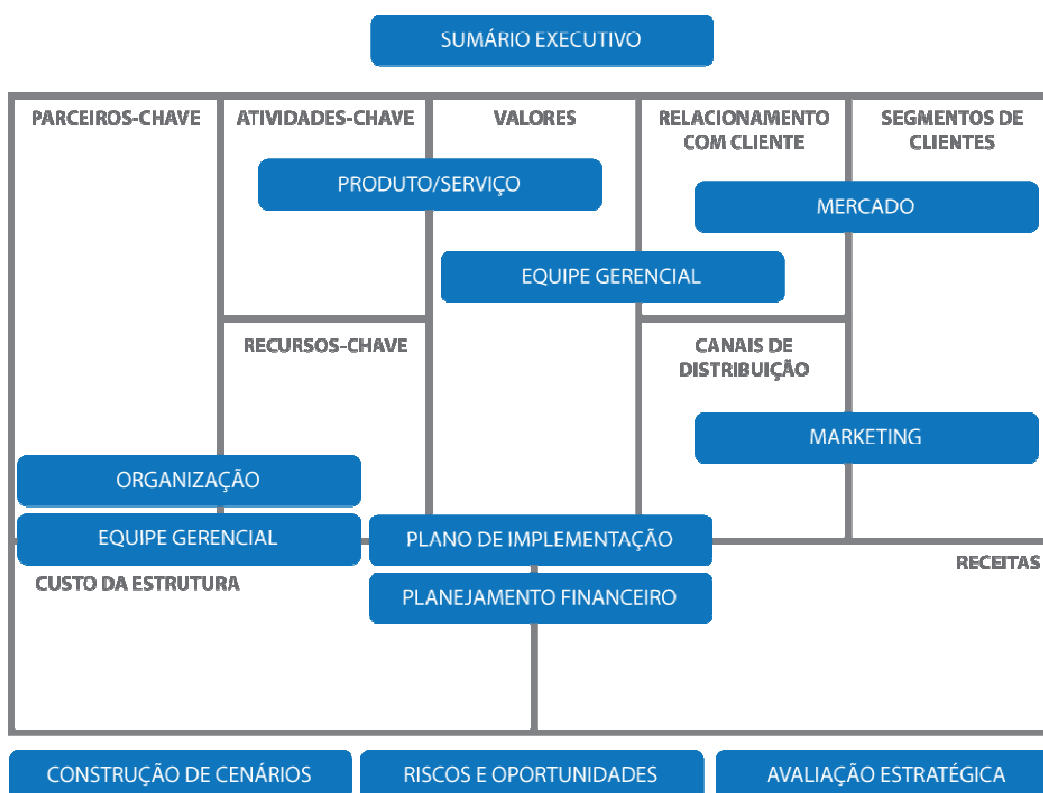 SUMÁRIO EXECUTIVO
PARCEIROS-CHAVE
ATIVIDADES-CHAVE
VALORES
RELACIONAMENTO
COM CLIENTE
SEGMENTOS DE
CLIENTES
PRODUTO/SERVIÇO
MERCADO
EQUIPE GERENCIAL
RECURSOS-CHAVE
CANAIS DE
DISTRIBUIÇÃO
MARKETING
ORGANIZAÇÃO
EQUIPE GERENCIAL
PLANO DE IMPLEMENTAÇÃO
CUSTO DA ESTRUTURA
RECEITAS
PLANEJAMENTO FINANCEIRO
CONSTRUÇÃO DE CENÁRIOS
RISCOS E OPORTUNIDADES
AVALIAÇÃO ESTRATÉGICA